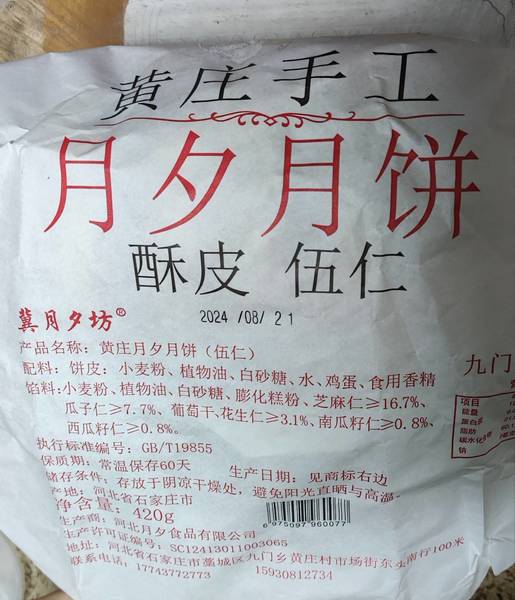 黄庄手工
月夕月饼
酥皮 伍仁
冀月夕坊®
2024 /08/ 21
产品名称：黄庄月夕月饼（伍仁）
配料：饼皮：小麦粉、植物油、白砂糖、水、鸡蛋、食用香精
馅料:小麦粉、植物油、白砂糖、膨化糕粉、芝麻仁≥16.7%、
瓜子仁≥7.7%、葡萄干、花生仁≥3.1%、南瓜籽仁≥0.8%、
西瓜籽仁≥0.8%。
执行标准编号：GB/T19855
保质期：常温保存60天
生产日期：见商标右边
储存条件：存放于阴凉干燥处，避免阳光直晒与高温。
产地：河北省石家庄市
净含量：420g
生产商：河北月夕食品有限公司
生产许可证编号：SC12413011003065
地址：河北省石家庄市藁城区九门乡黄庄村市场街东头南行100米
联系电话：17743772773 15930812734
6975097960077
九门
项目
能量
蛋白质
脂肪
碳水化合物
钠